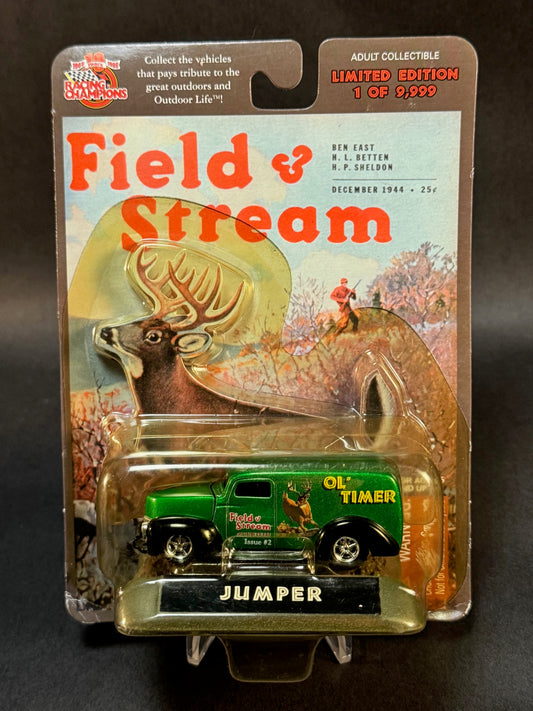 RACING
CHAMPIONS
Collect the vehicles
that pays tribute to the
great outdoors and
Outdoor Life™!
ADULT COLLECTIBLE
LIMITED EDITION
1 OF 9,999
Field &
Stream
BEN EAST
H. L. BETTEN
H. P. SHELDON
DECEMBER 1944 • 25¢
OL'
TIMER
Field &
Stream
Issue #2
JUMPER